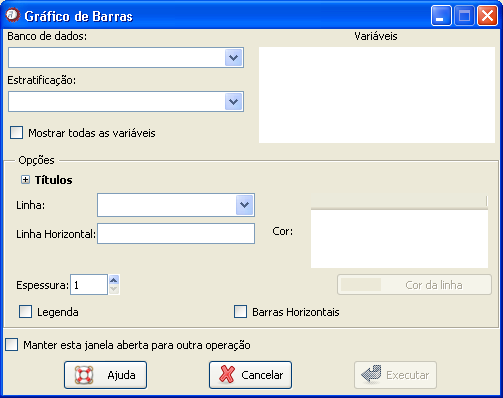 Gráfico de Barras
Banco de dados:
Variáveis
Estratificação:
Mostrar todas as variáveis
Opções
Títulos
Linha:
Linha Horizontal:
Cor:
Espessura: 1
Cor da linha
Legenda
Barras Horizontais
Manter esta janela aberta para outra operação
Ajuda
Cancelar
Executar